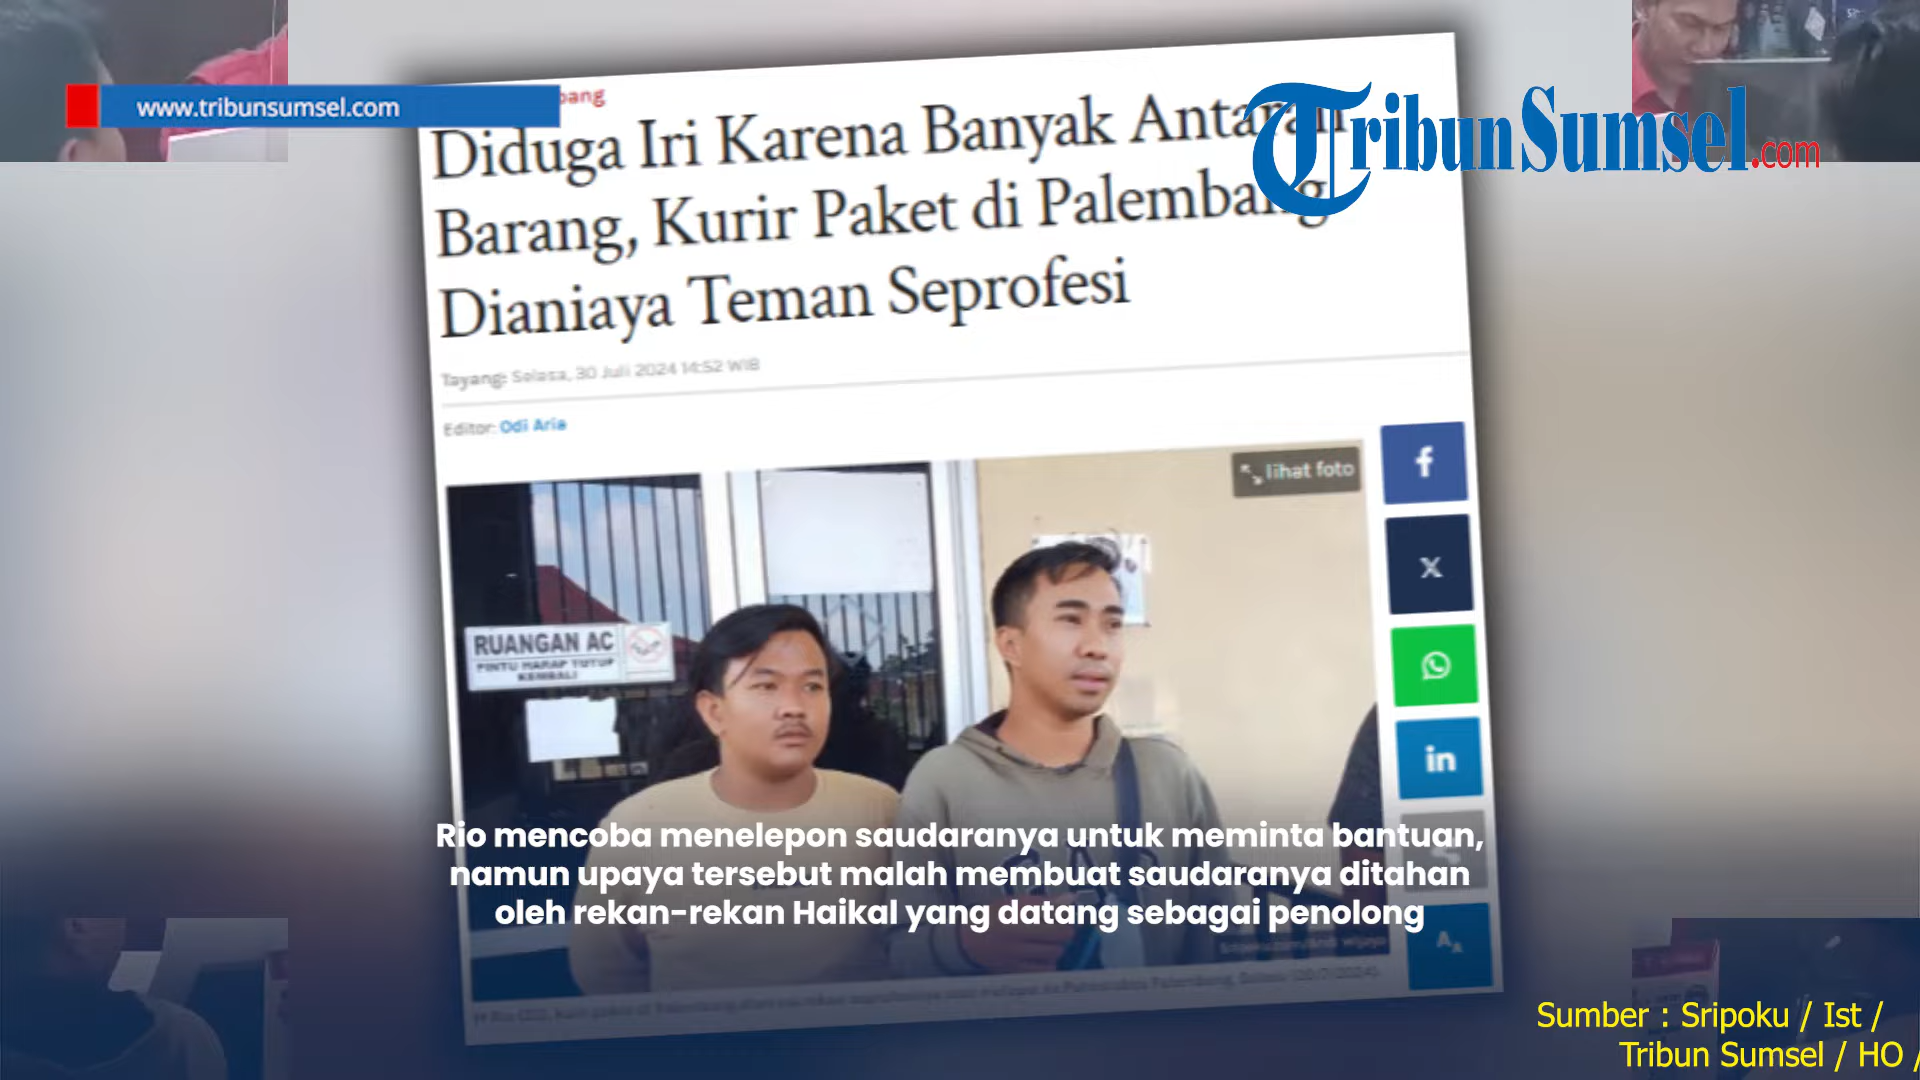 www.tribunsumsel.com
TribunSumsel.com
Diduga Iri Karena Banyak Antaran
Barang, Kurir Paket di Palembang
Dianiaya Teman Seprofesi
Tayang: Selasa, 30 Juli 2024 14:52 WIB
Editor: Odi Aria
lihat foto
RUANGAN AC
PINTU HARAP TUTUP
KEMBALI
Rio mencoba menelepon saudaranya untuk meminta bantuan,
namun upaya tersebut malah membuat saudaranya ditahan
oleh rekan-rekan Haikal yang datang sebagai penolong
Sumber : Sripoku / Ist /
Tribun Sumsel / HO /